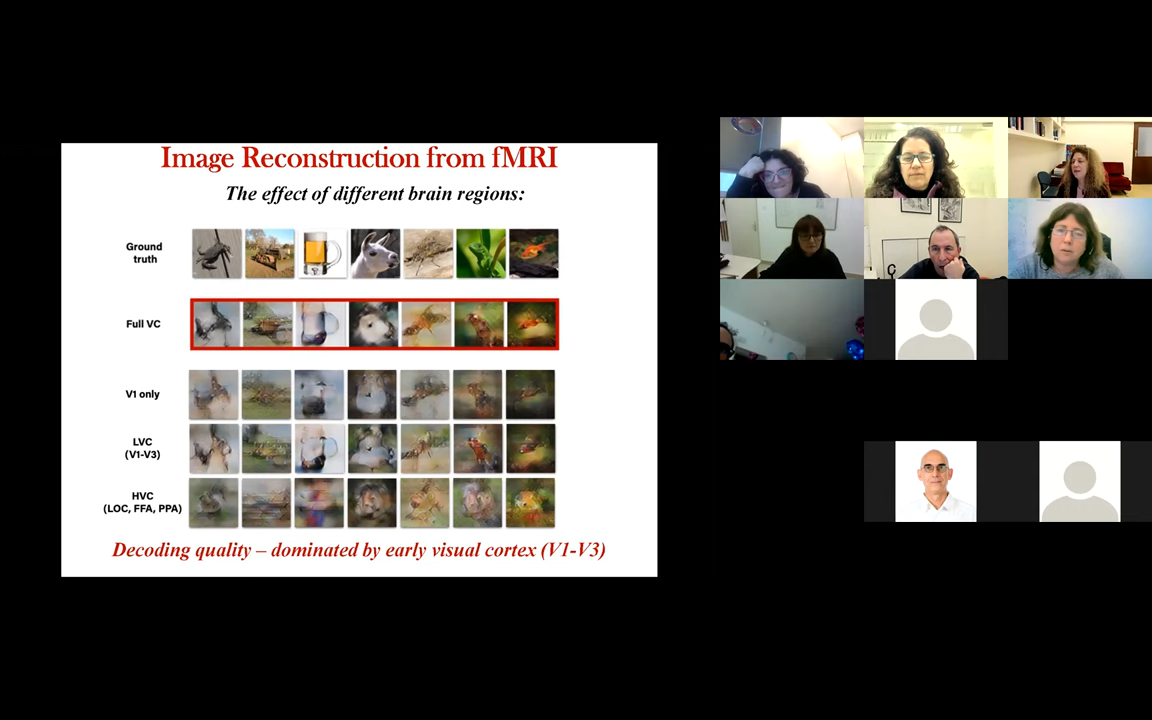 Image Reconstruction from fMRI
The effect of different brain regions:
Ground
truth
Full VC
V1 only
LVC
(V1-V3)
HVC
(LOC, FFA, PPA)
Decoding quality – dominated by early visual cortex (V1-V3)